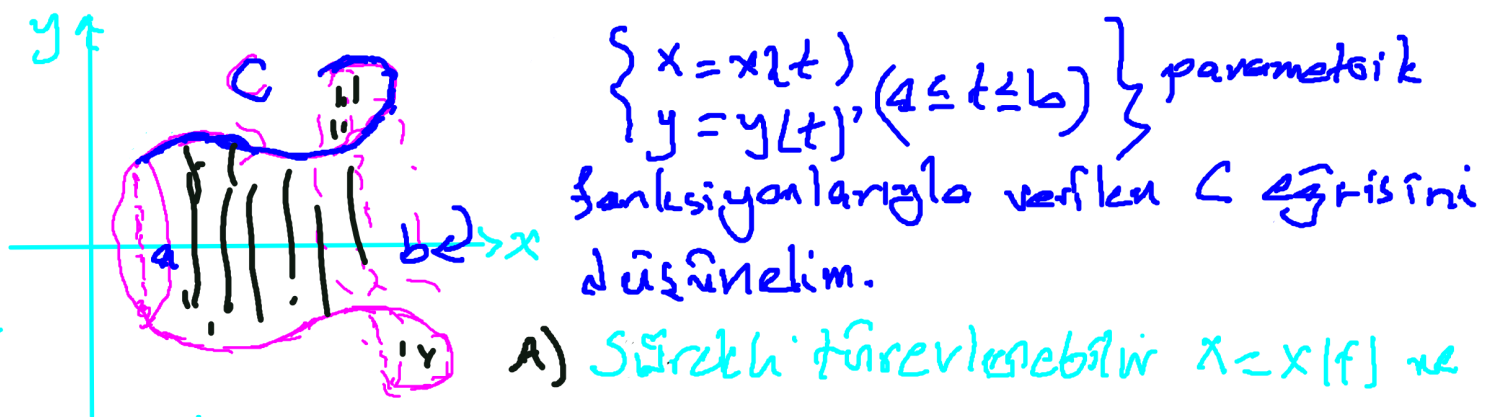 y
C
{ x = x(t)
y = y(t), (a ≤ t ≤ b) } parametrik
fonksiyonlarıyla verilen C eğrisini
a
b
x
düşünelim.
A) Sürekli türevlenebilir x = x(t) ve